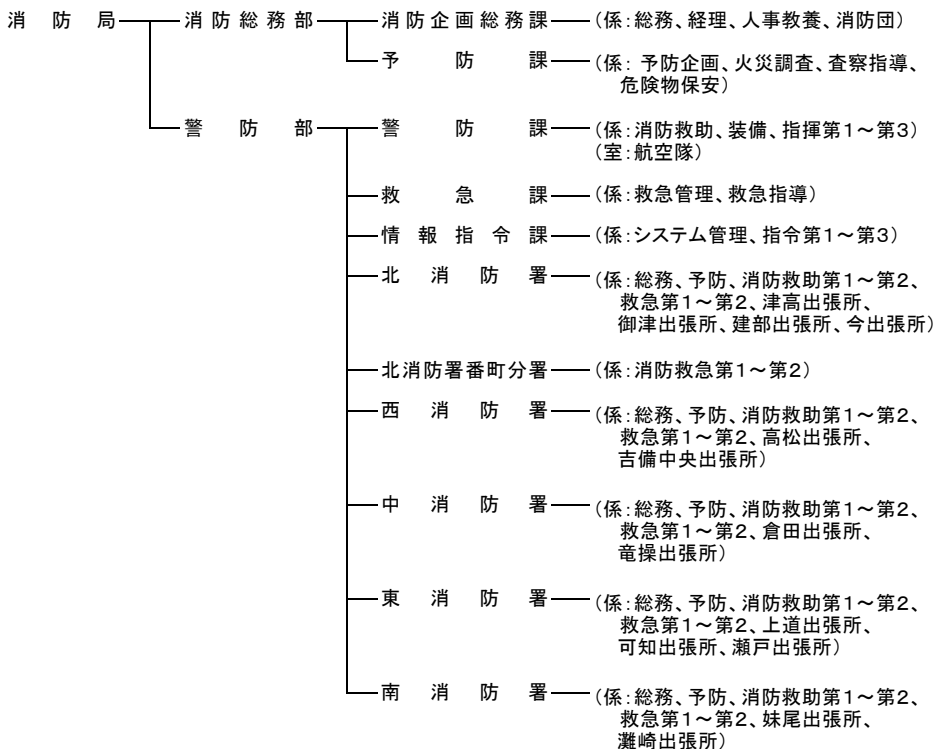 消防局 消防総務部 消防企画総務課 (係:総務、経理、人事教養、消防団)
予防課 (係: 予防企画、火災調査、査察指導、
危険物保安)
警防部 警防課 (係:消防救助、装備、指揮第1～第3)
(室:航空隊)
救急課 (係:救急管理、救急指導)
情報指令課 (係:システム管理、指令第1～第3)
北消防署 (係:総務、予防、消防救助第1～第2、
救急第1～第2、津高出張所、
御津出張所、建部出張所、今出張所)
北消防署番町分署 (係:消防救急第1～第2)
西消防署 (係:総務、予防、消防救助第1～第2、
救急第1～第2、高松出張所、
吉備中央出張所)
中消防署 (係:総務、予防、消防救助第1～第2、
救急第1～第2、倉田出張所、
竜操出張所)
東消防署 (係:総務、予防、消防救助第1～第2、
救急第1～第2、上道出張所、
可知出張所、瀬戸出張所)
南消防署 (係:総務、予防、消防救助第1～第2、
救急第1～第2、妹尾出張所、
灘崎出張所)